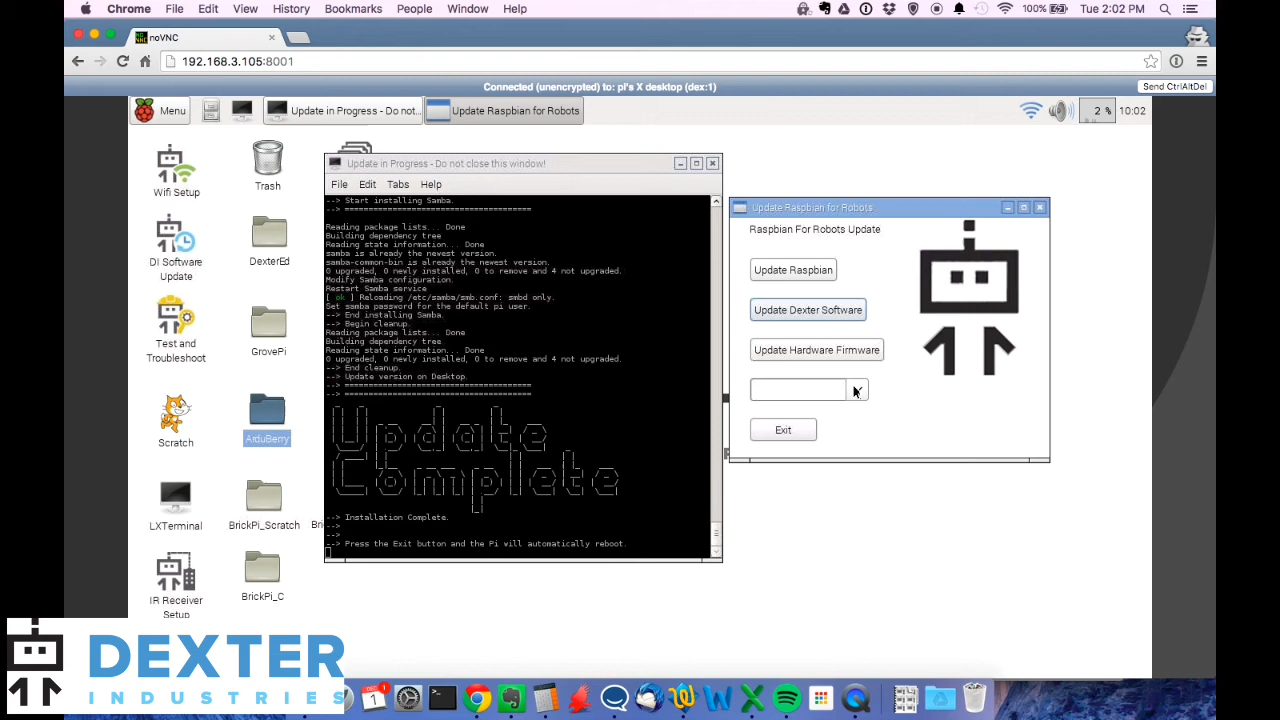 Chrome File Edit View History Bookmarks People Window Help 100% Tue 2:02 PM
noVNC
192.168.3.105:8001
Connected (unencrypted) to: pi's X desktop (dex:1) Send CtrlAltDel
Menu Update in Progress - Do not... Update Raspbian for Robots 2 % 10:02
Wifi Setup
Trash
DI Software Update
DexterEd
Test and Troubleshoot
GrovePi
Scratch
ArduBerry
LXTerminal
BrickPi_Scratch
IR Receiver Setup
BrickPi_C
Update in Progress - Do not close this window!
File Edit Tabs Help
--> Start installing Samba.
--> =======================================
Reading package lists... Done
Building dependency tree
Reading state information... Done
samba is already the newest version.
samba-common-bin is already the newest version.
0 upgraded, 0 newly installed, 0 to remove and 4 not upgraded.
Modify Samba configuration.
Restart Samba service
[ ok ] Reloading /etc/samba/smb.conf: smbd only.
Set samba password for the default pi user.
--> End installing Samba.
--> Begin cleanup.
Reading package lists... Done
Building dependency tree
Reading state information... Done
0 upgraded, 0 newly installed, 0 to remove and 4 not upgraded.
--> End cleanup.
--> Update version on Desktop.
--> =======================================
--> =======================================
Update
Complete
--> Installation Complete.
-->
-->
--> Press the Exit button and the Pi will automatically reboot.
Update Raspbian for Robots
Raspbian For Robots Update
Update Raspbian
Update Dexter Software
Update Hardware Firmware
Exit
DEXTER
INDUSTRIES
DEC 1